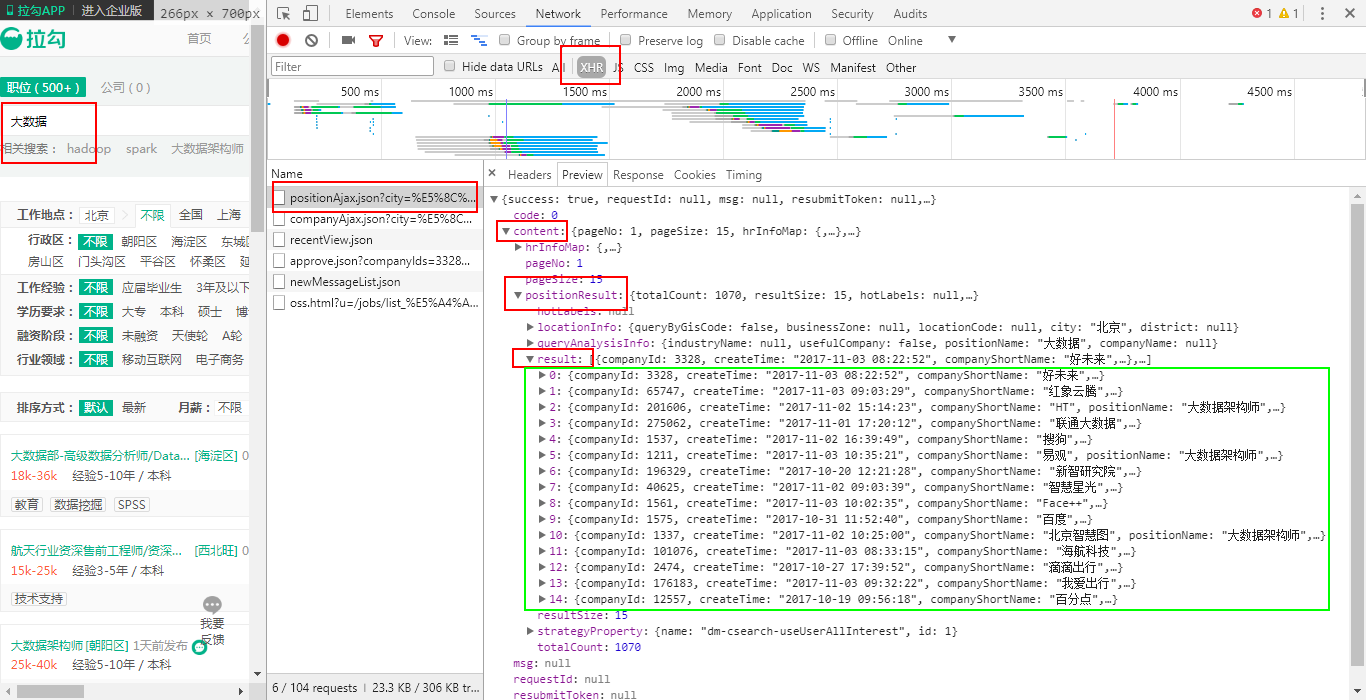 拉勾APP 进入企业版 266px × 700px
拉勾 首页 公
职位 ( 500+ ) 公司 ( 0 )
大数据
相关搜索： hadoop spark 大数据架构师
工作地点： 北京 不限 全国 上海
行政区： 不限 朝阳区 海淀区 东城区
房山区 门头沟区 平谷区 怀柔区 延
工作经验： 不限 应届毕业生 3年及以下
学历要求： 不限 大专 本科 硕士 博
融资阶段： 不限 未融资 天使轮 A轮
行业领域： 不限 移动互联网 电子商务
排序方式： 默认 最新 月薪： 不限
大数据部-高级数据分析师/Data... [海淀区] 0
18k-36k 经验5-10年 / 本科
教育 数据挖掘 SPSS
航天行业资深售前工程师/资深... [西北旺] 0
15k-25k 经验3-5年 / 本科
技术支持
我要
反馈
大数据架构师 [朝阳区] 1天前发布
25k-40k 经验5-10年 / 本科
Elements Console Sources Network Performance Memory Application Security Audits 1 1
View: Group by frame Preserve log Disable cache Offline Online
Filter Hide data URLs All XHR JS CSS Img Media Font Doc WS Manifest Other
500 ms 1000 ms 1500 ms 2000 ms 2500 ms 3000 ms 3500 ms 4000 ms 4500 ms
Name
positionAjax.json?city=%E5%8C%...
companyAjax.json?city=%E5%8C...
recentView.json
approve.json?companyIds=3328...
newMessageList.json
oss.html?u=/jobs/list_%E5%A4%A...
6 / 104 requests | 23.3 KB / 306 KB tr...
Headers Preview Response Cookies Timing
{success: true, requestId: null, msg: null, resubmitToken: null,…}
code: 0
content: {pageNo: 1, pageSize: 15, hrInfoMap: {,…},…}
hrInfoMap: {,…}
pageNo: 1
pageSize: 15
positionResult: {totalCount: 1070, resultSize: 15, hotLabels: null,…}
hotLabels: null
locationInfo: {queryByGisCode: false, businessZone: null, locationCode: null, city: "北京", district: null}
queryAnalysisInfo: {industryName: null, usefulCompany: false, positionName: "大数据", companyName: null}
result: [{companyId: 3328, createTime: "2017-11-03 08:22:52", companyShortName: "好未来",…},…]
0: {companyId: 3328, createTime: "2017-11-03 08:22:52", companyShortName: "好未来",…}
1: {companyId: 65747, createTime: "2017-11-03 09:03:29", companyShortName: "红象云腾",…}
2: {companyId: 201606, createTime: "2017-11-02 15:14:23", companyShortName: "HT", positionName: "大数据架构师",…}
3: {companyId: 275062, createTime: "2017-11-01 17:20:12", companyShortName: "联通大数据",…}
4: {companyId: 1537, createTime: "2017-11-02 16:39:49", companyShortName: "搜狗",…}
5: {companyId: 1211, createTime: "2017-11-03 10:35:21", companyShortName: "易观", positionName: "大数据架构师",…}
6: {companyId: 196329, createTime: "2017-10-20 12:21:28", companyShortName: "新智研究院",…}
7: {companyId: 40625, createTime: "2017-11-02 09:03:39", companyShortName: "智慧星光",…}
8: {companyId: 1561, createTime: "2017-11-03 10:02:35", companyShortName: "Face++",…}
9: {companyId: 1575, createTime: "2017-10-31 11:52:40", companyShortName: "百度",…}
10: {companyId: 1337, createTime: "2017-11-02 10:25:00", companyShortName: "北京智慧图", positionName: "大数据架构师",…}
11: {companyId: 101076, createTime: "2017-11-03 08:33:15", companyShortName: "海航科技",…}
12: {companyId: 2474, createTime: "2017-10-27 17:39:52", companyShortName: "滴滴出行",…}
13: {companyId: 176183, createTime: "2017-11-03 09:32:22", companyShortName: "我爱出行",…}
14: {companyId: 12557, createTime: "2017-10-19 09:56:18", companyShortName: "百分点",…}
resultSize: 15
strategyProperty: {name: "dm-csearch-useUserAllInterest", id: 1}
totalCount: 1070
msg: null
requestId: null
resubmitToken: null